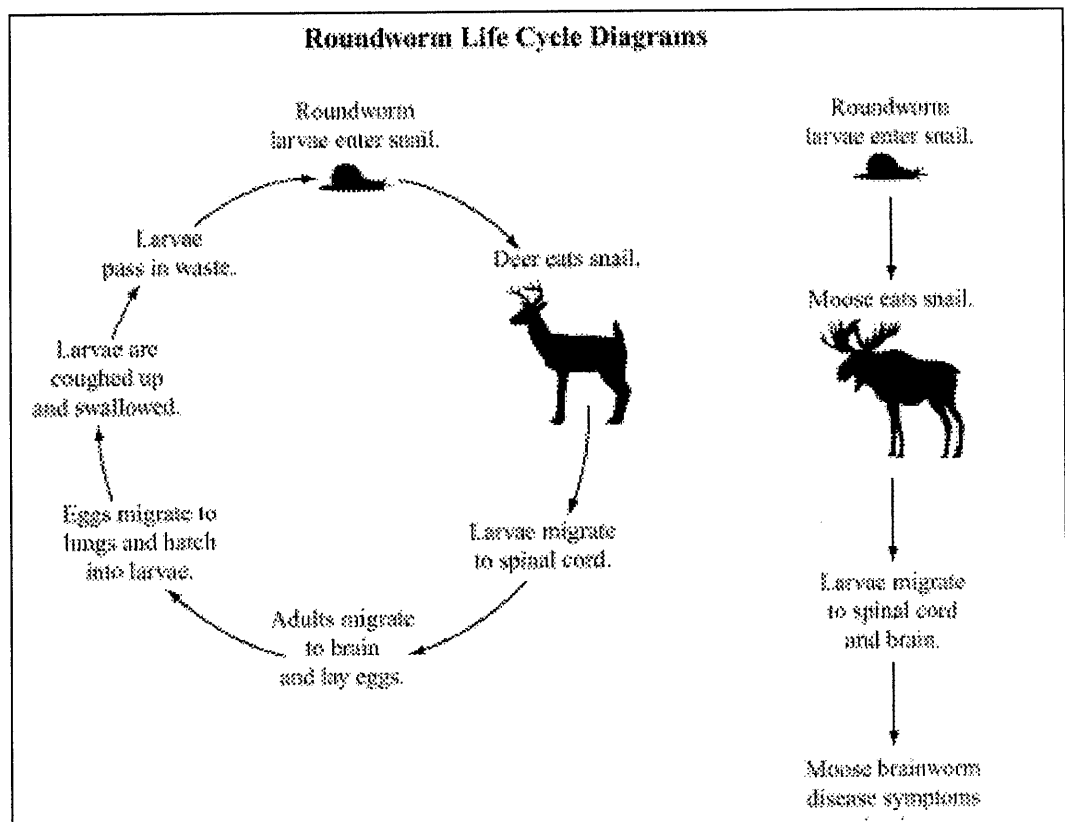 Roundworm Life Cycle Diagrams
Roundworm
larvae enter snail.
Deer eats snail.
Larvae migrate
to spinal cord.
Adults migrate
to brain
and lay eggs.
Eggs migrate to
lungs and hatch
into larvae.
Larvae are
coughed up
and swallowed.
Larvae
pass in waste.
Roundworm
larvae enter snail.
Moose eats snail.
Larvae migrate
to spinal cord
and brain.
Moose brainworm
disease symptoms